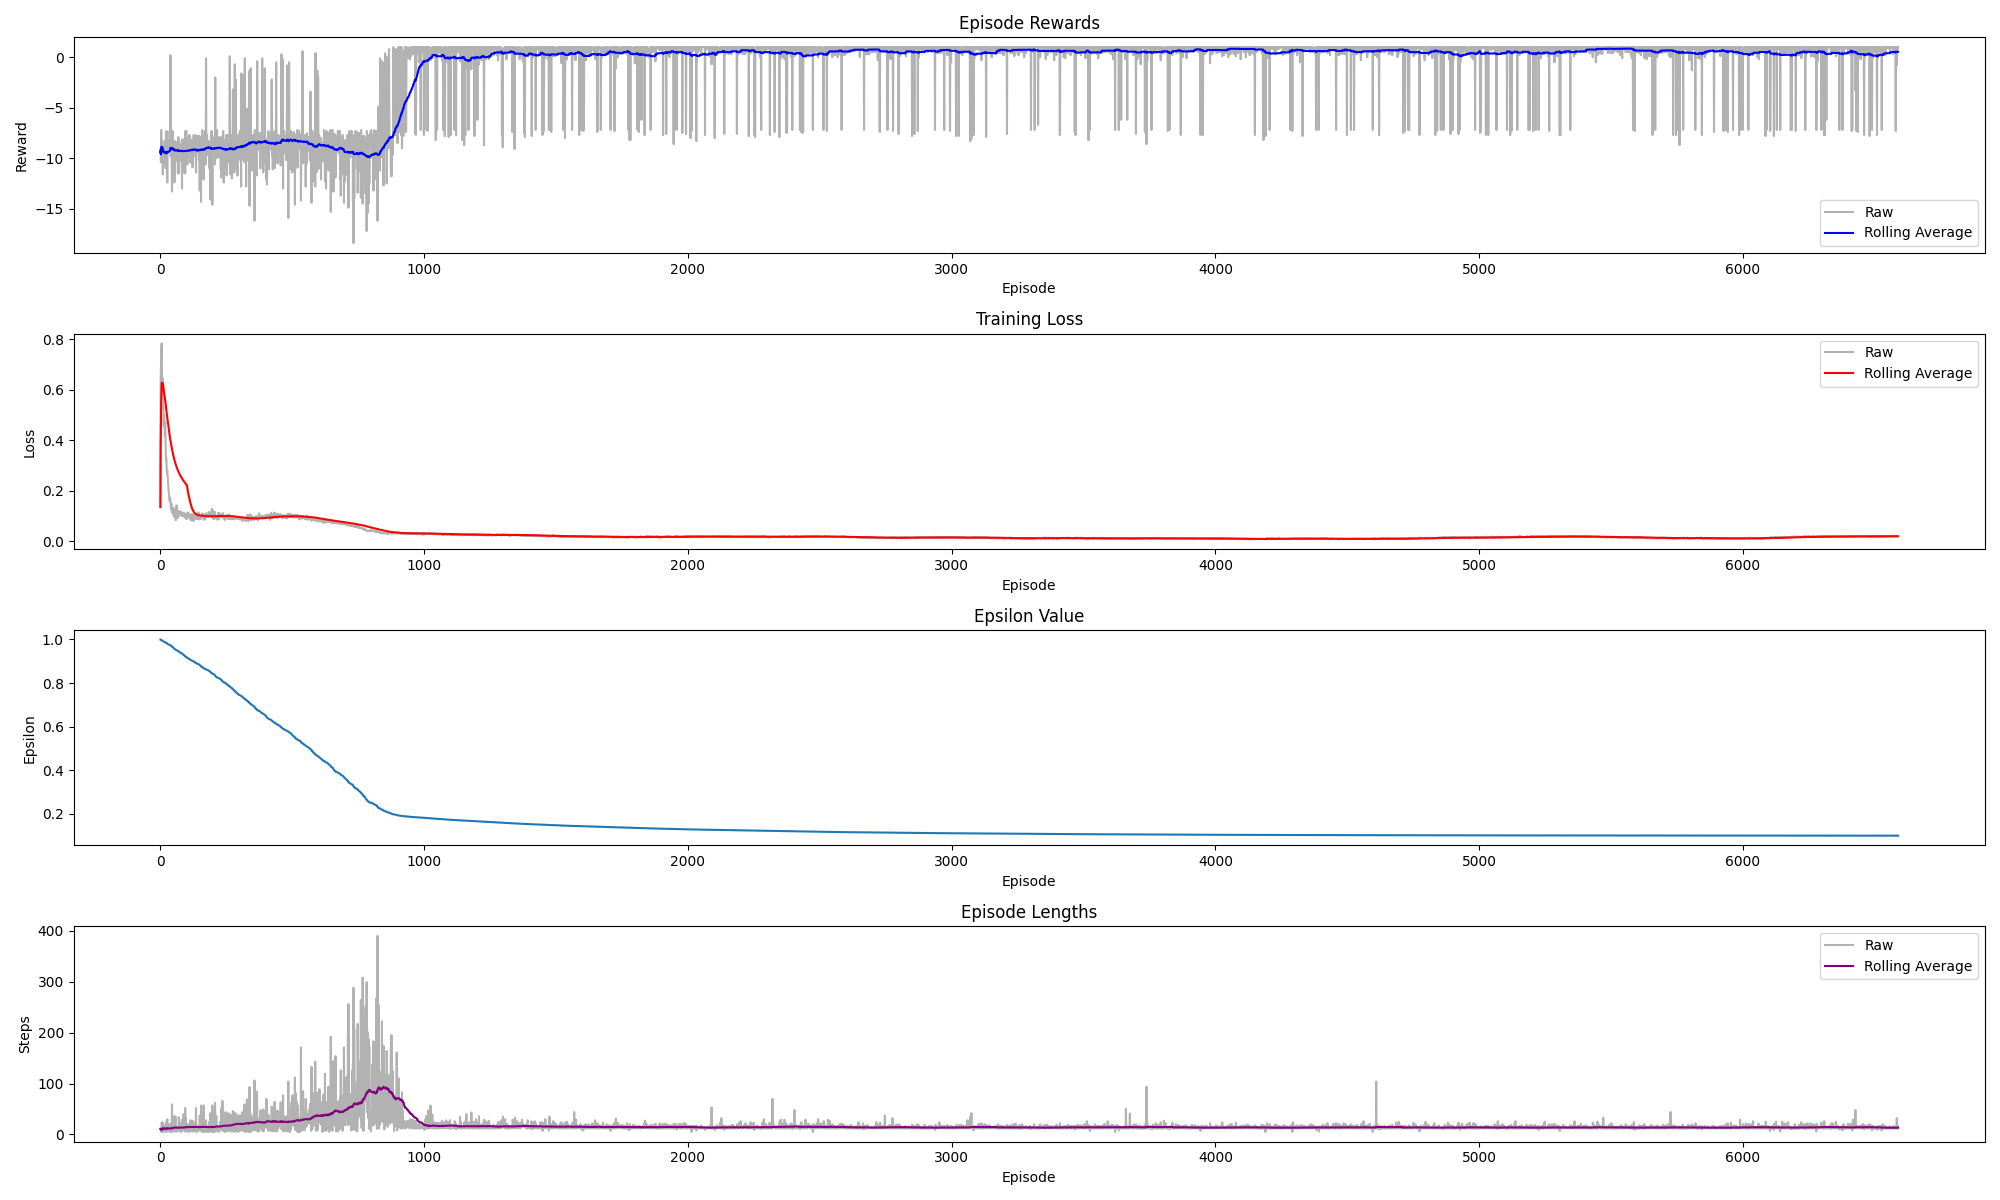 Episode Rewards
0
−5
−10
−15
Reward
Raw
Rolling Average
0 1000 2000 3000 4000 5000 6000
Episode
Training Loss
0.8
0.6
0.4
0.2
0.0
Loss
Raw
Rolling Average
0 1000 2000 3000 4000 5000 6000
Episode
Epsilon Value
1.0
0.8
0.6
0.4
0.2
Epsilon
0 1000 2000 3000 4000 5000 6000
Episode
Episode Lengths
400
300
200
100
0
Steps
Raw
Rolling Average
0 1000 2000 3000 4000 5000 6000
Episode